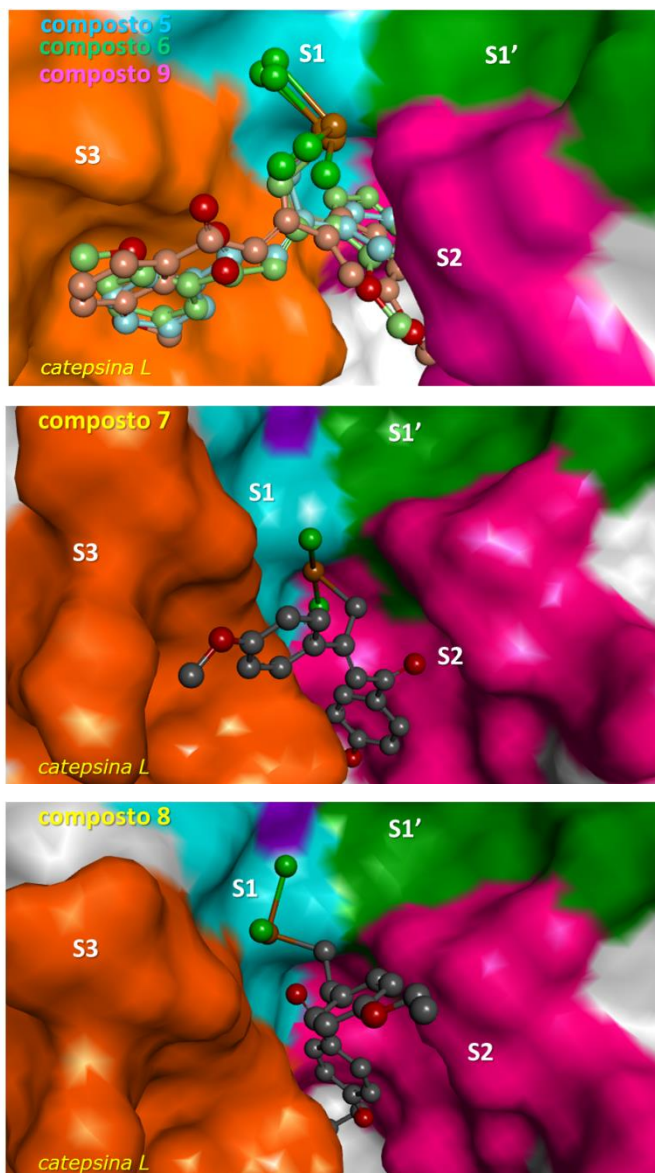 composto 5
S1
S1’
composto 6
composto 9
S3
S2
catepsina L
composto 7
S1’
S1
S3
S2
catepsina L
composto 8
S1’
S1
S3
S2
catepsina L